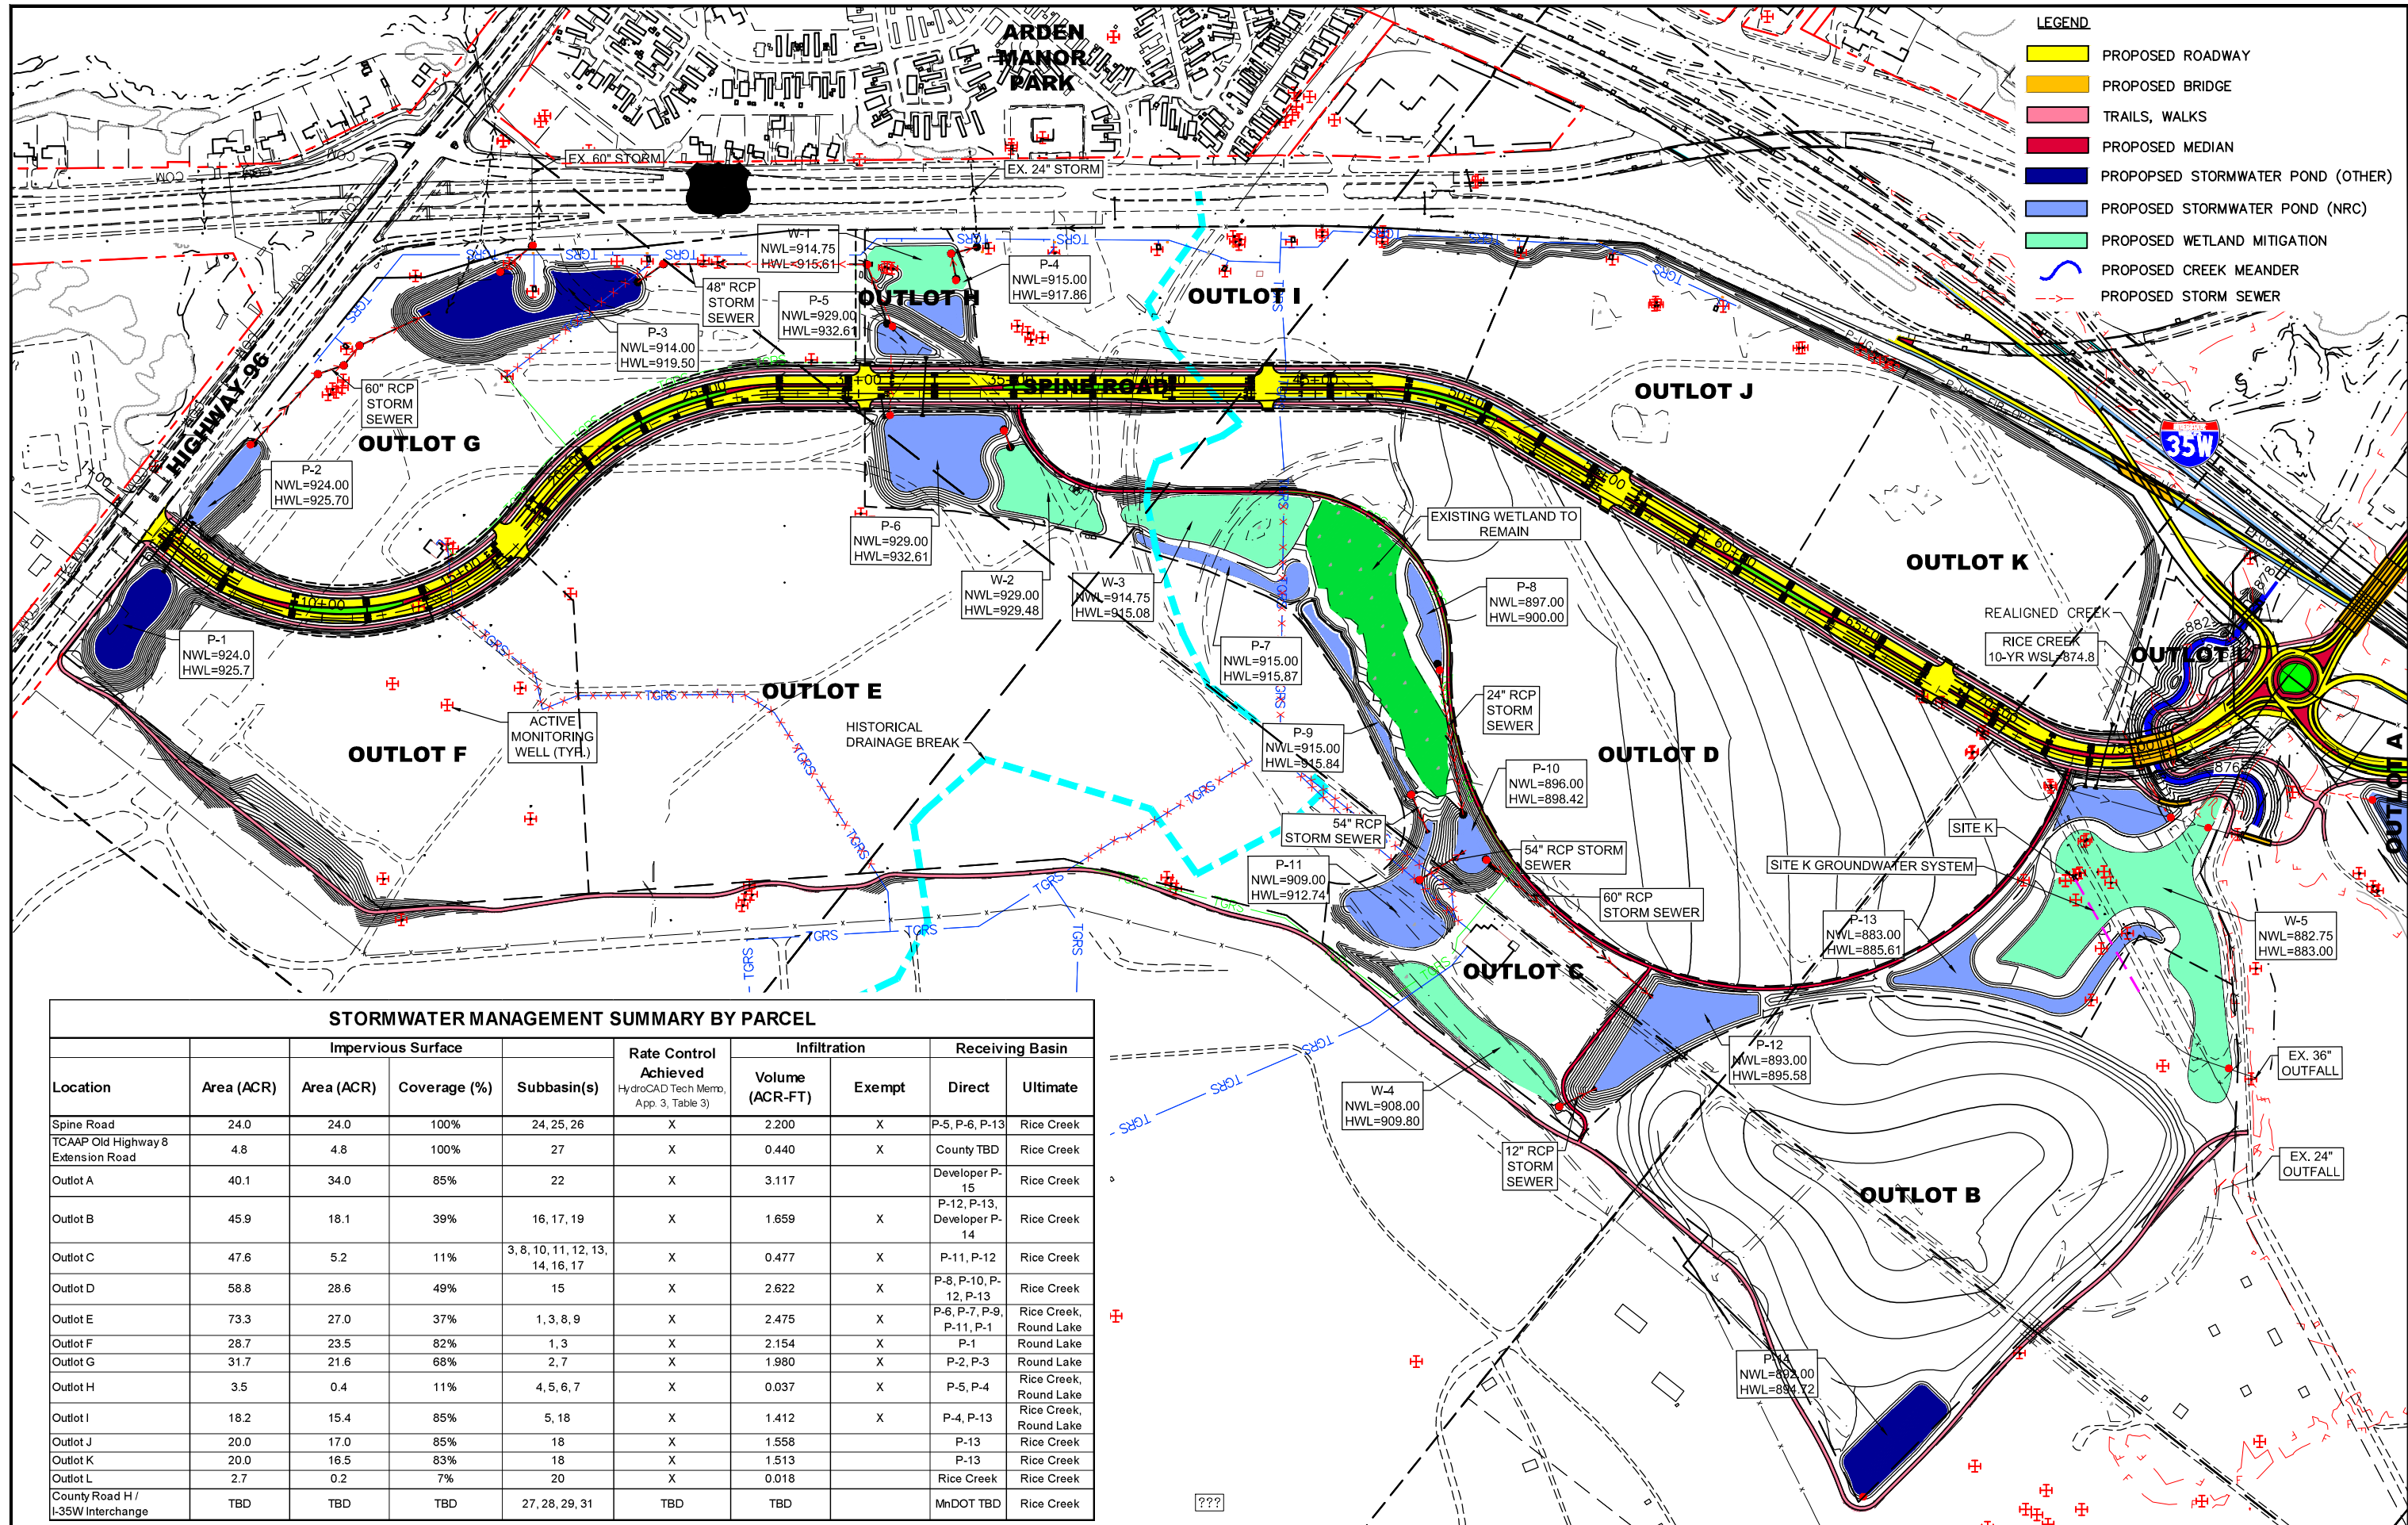 ARDEN
MANOR
PARK
LEGEND
PROPOSED ROADWAY
PROPOSED BRIDGE
TRAILS, WALKS
PROPOSED MEDIAN
PROPOPSED STORMWATER POND (OTHER)
PROPOSED STORMWATER POND (NRC)
PROPOSED WETLAND MITIGATION
PROPOSED CREEK MEANDER
PROPOSED STORM SEWER
EX. 60" STORM
EX. 24" STORM
W-1
NWL=914.75
HWL=915.61
P-4
NWL=915.00
HWL=917.86
48" RCP
STORM
SEWER
P-5
NWL=929.00
HWL=932.61
OUTLOT H
OUTLOT I
P-3
NWL=914.00
HWL=919.50
60" RCP
STORM
SEWER
HIGHWAY 96
OUTLOT G
SPINE ROAD
OUTLOT J
35W
P-2
NWL=924.00
HWL=925.70
P-6
NWL=929.00
HWL=932.61
EXISTING WETLAND TO
REMAIN
OUTLOT K
W-2
NWL=929.00
HWL=929.48
W-3
NWL=914.75
HWL=915.08
P-8
NWL=897.00
HWL=900.00
REALIGNED CREEK
RICE CREEK
10-YR WSL=874.8
OUTLOT L
878
882
876
P-1
NWL=924.0
HWL=925.7
P-7
NWL=915.00
HWL=915.87
OUTLOT E
24" RCP
STORM
SEWER
ACTIVE
MONITORING
WELL (TYP.)
HISTORICAL
DRAINAGE BREAK
OUTLOT F
P-9
NWL=915.00
HWL=915.84
OUTLOT D
OUTLOT A
P-10
NWL=896.00
HWL=898.42
54" RCP
STORM SEWER
54" RCP STORM
SEWER
SITE K
SITE K GROUNDWATER SYSTEM
P-11
NWL=909.00
HWL=912.74
60" RCP
STORM SEWER
P-13
NWL=883.00
HWL=885.61
W-5
NWL=882.75
HWL=883.00
OUTLOT C
P-12
NWL=893.00
HWL=895.58
EX. 36"
OUTFALL
W-4
NWL=908.00
HWL=909.80
12" RCP
STORM
SEWER
EX. 24"
OUTFALL
OUTLOT B
P-14
NWL=892.00
HWL=894.72
???
TGRS
TGRS
TGRS
TGRS
TGRS
TGRS
STORMWATER MANAGEMENT SUMMARY BY PARCEL
Impervious Surface Infiltration Receiving Basin
Location Area (ACR) Area (ACR) Coverage (%) Subbasin(s) Rate Control Achieved HydroCAD Tech Memo, App. 3, Table 3) Volume (ACR-FT) Exempt Direct Ultimate
Spine Road 24.0 24.0 100% 24, 25, 26 X 2.200 X P-5, P-6, P-13 Rice Creek
TCAAP Old Highway 8 Extension Road 4.8 4.8 100% 27 X 0.440 X County TBD Rice Creek
Outlot A 40.1 34.0 85% 22 X 3.117 Developer P-15 Rice Creek
Outlot B 45.9 18.1 39% 16, 17, 19 X 1.659 X P-12, P-13, Developer P-14 Rice Creek
Outlot C 47.6 5.2 11% 3, 8, 10, 11, 12, 13, 14, 16, 17 X 0.477 X P-11, P-12 Rice Creek
Outlot D 58.8 28.6 49% 15 X 2.622 X P-8, P-10, P-12, P-13 Rice Creek
Outlot E 73.3 27.0 37% 1, 3, 8, 9 X 2.475 X P-6, P-7, P-9, P-11, P-1 Rice Creek, Round Lake
Outlot F 28.7 23.5 82% 1, 3 X 2.154 X P-1 Round Lake
Outlot G 31.7 21.6 68% 2, 7 X 1.980 X P-2, P-3 Round Lake
Outlot H 3.5 0.4 11% 4, 5, 6, 7 X 0.037 X P-5, P-4 Rice Creek, Round Lake
Outlot I 18.2 15.4 85% 5, 18 X 1.412 X P-4, P-13 Rice Creek, Round Lake
Outlot J 20.0 17.0 85% 18 X 1.558 P-13 Rice Creek
Outlot K 20.0 16.5 83% 18 X 1.513 P-13 Rice Creek
Outlot L 2.7 0.2 7% 20 X 0.018 Rice Creek Rice Creek
County Road H / I-35W Interchange TBD TBD TBD 27, 28, 29, 31 TBD TBD MnDOT TBD Rice Creek